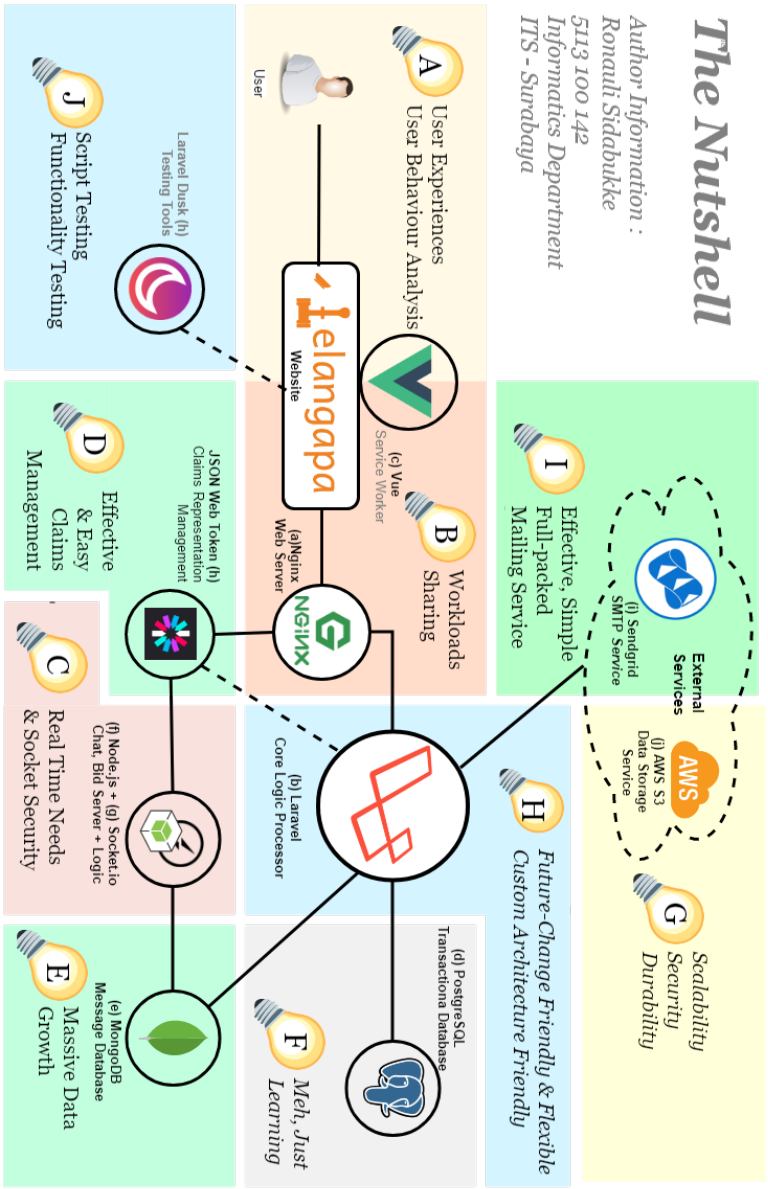 The Nutshell
Author Information :
Ronauli Sidabukke
5113 100 142
Informatics Department
ITS - Surabaya
A
User Experiences
User Behaviour Analysis
User
elangapa
Website
(c) Vue
Service Worker
B
Workloads
Sharing
(a)Nginx
Web Server
NGINX
J
Script Testing
Functionality Testing
Laravel Dusk (h)
Testing Tools
D
Effective
& Easy
Claims
Management
JSON Web Token (h)
Claims Representation
Management
I
Effective, Simple
Full-packed
Mailing Service
(i) Sendgrid
SMTP Service
External
Services
AWS
(j) AWS S3
Data Storage
Service
G
Scalability
Security
Durability
H
Future-Change Friendly & Flexible
Custom Architecture Friendly
(b) Laravel
Core Logic Processor
C
Real Time Needs
& Socket Security
(f) Node.js + (g) Socket.io
Chat, Bid Server + Logic
E
Massive Data
Growth
(e) MongoDB
Message Database
F
Meh, Just
Learning
(d) PostgreSQL
Transactiona Database